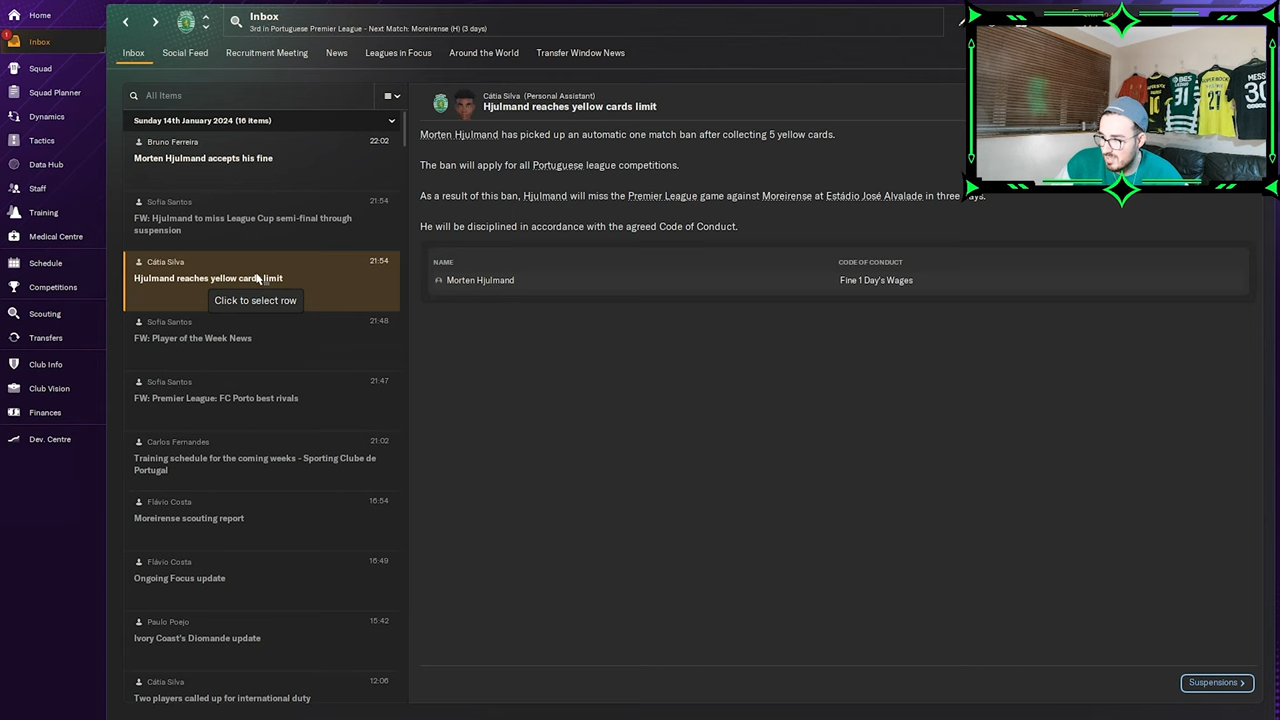 Home
Inbox
1
Squad
Squad Planner
Dynamics
Tactics
Data Hub
Staff
Training
Medical Centre
Schedule
Competitions
Scouting
Transfers
Club Info
Club Vision
Finances
Dev. Centre
Inbox
3rd in Portuguese Premier League - Next Match: Moreirense (H) (3 days)
Inbox
Social Feed
Recruitment Meeting
News
Leagues in Focus
Around the World
Transfer Window News
All Items
Sunday 14th January 2024 (16 items)
Bruno Ferreira 22:02
Morten Hjulmand accepts his fine
Sofia Santos 21:54
FW: Hjulmand to miss League Cup semi-final through
suspension
Cátia Silva 21:54
Hjulmand reaches yellow cards limit
Click to select row
Sofia Santos 21:48
FW: Player of the Week News
Sofia Santos 21:47
FW: Premier League: FC Porto best rivals
Carlos Fernandes 21:02
Training schedule for the coming weeks - Sporting Clube de
Portugal
Flávio Costa 16:54
Moreirense scouting report
Flávio Costa 16:49
Ongoing Focus update
Paulo Poejo 15:42
Ivory Coast's Diomande update
Cátia Silva 12:06
Two players called up for international duty
Cátia Silva (Personal Assistant)
Hjulmand reaches yellow cards limit
Morten Hjulmand has picked up an automatic one match ban after collecting 5 yellow cards.
The ban will apply for all Portuguese league competitions.
As a result of this ban, Hjulmand will miss the Premier League game against Moreirense at Estádio José Alvalade in three days.
He will be disciplined in accordance with the agreed Code of Conduct.
NAME CODE OF CONDUCT
Morten Hjulmand Fine 1 Day's Wages
Suspensions
10
BES
31
SUPER BOCK
21
MESSI
30